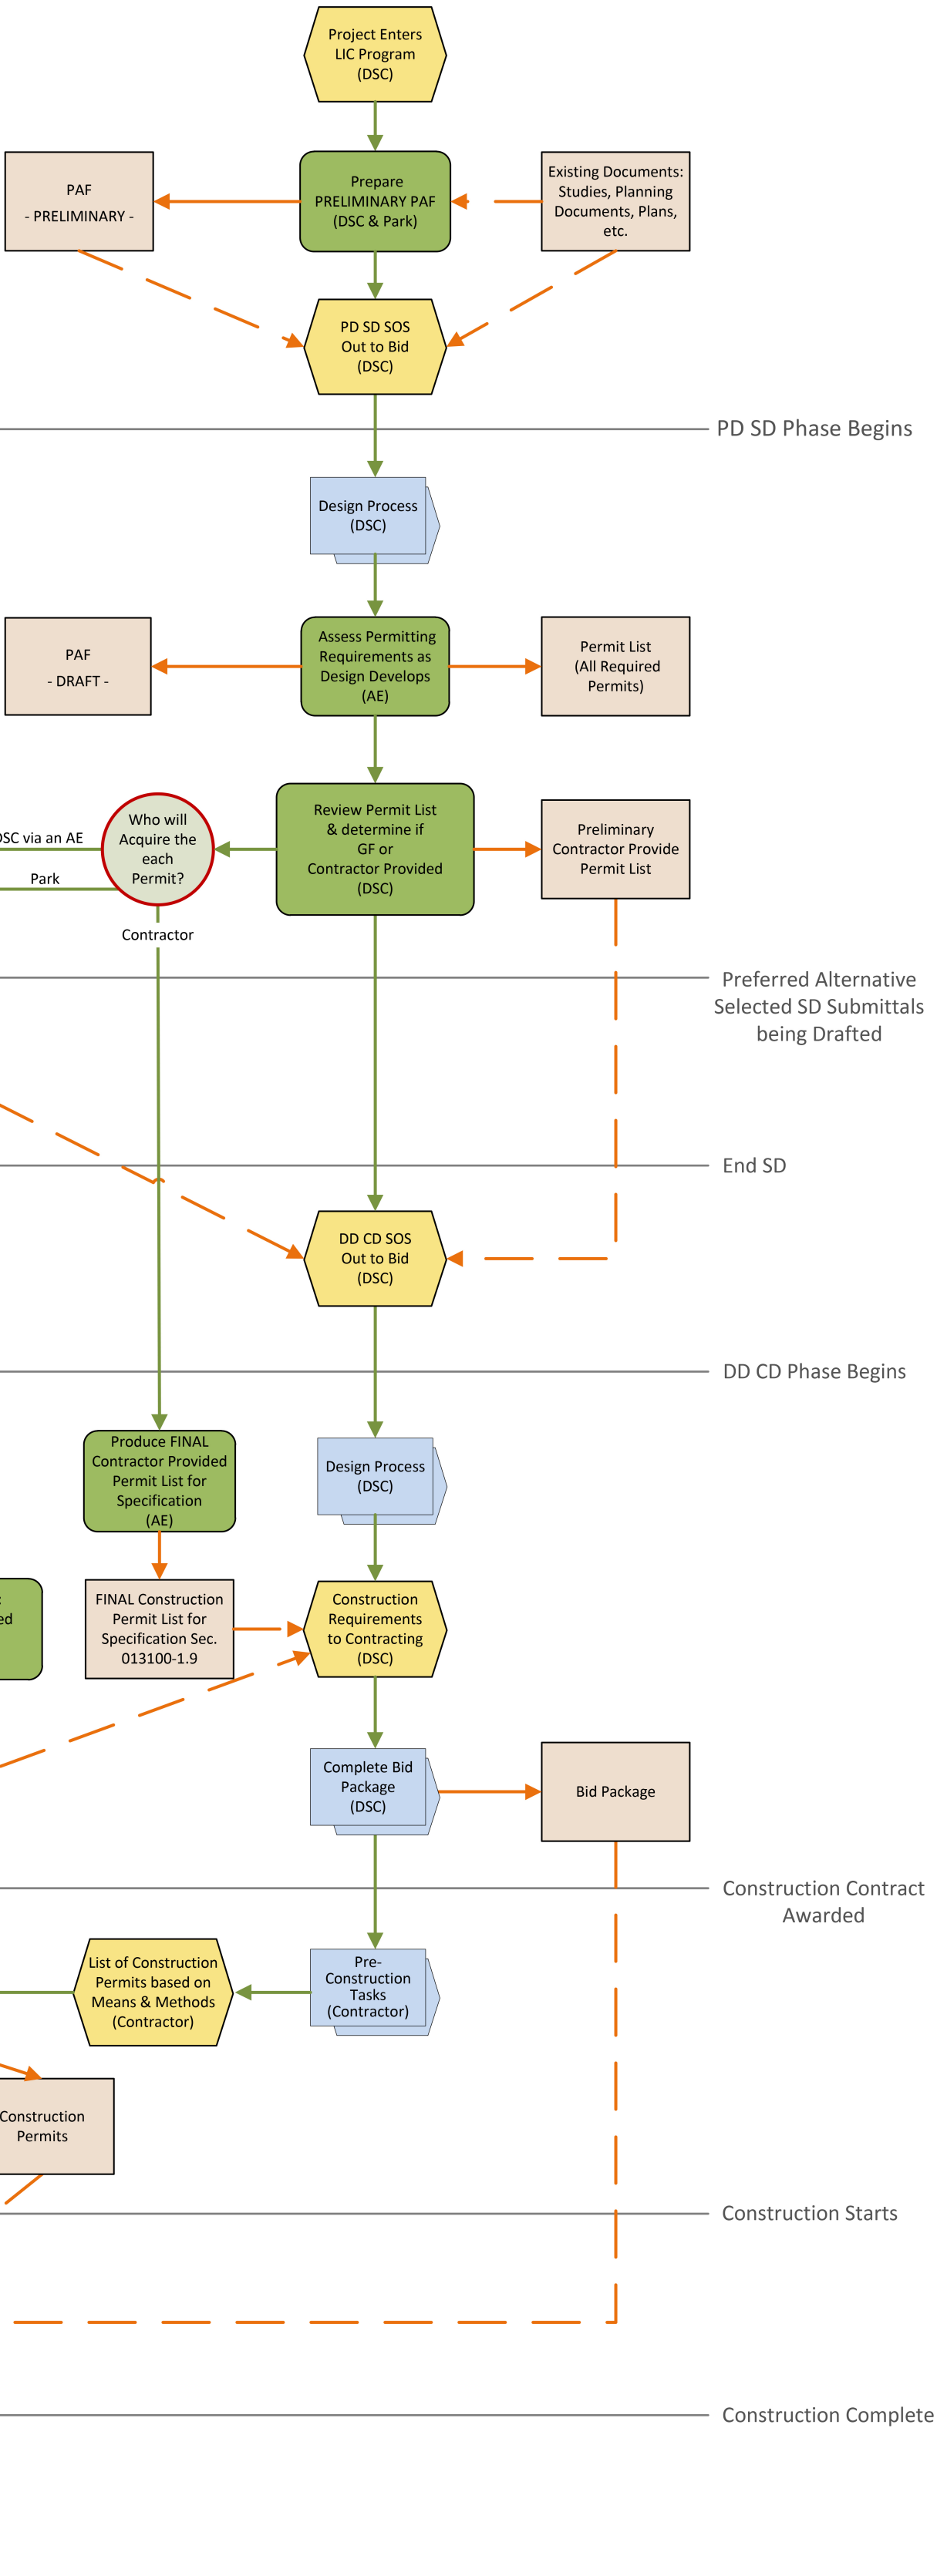 Project Enters
LIC Program
(DSC)
PAF
- PRELIMINARY -
Prepare
PRELIMINARY PAF
(DSC & Park)
Existing Documents:
Studies, Planning
Documents, Plans,
etc.
PD SD SOS
Out to Bid
(DSC)
PD SD Phase Begins
Design Process
(DSC)
PAF
- DRAFT -
Assess Permitting
Requirements as
Design Develops
(AE)
Permit List
(All Required
Permits)
Who will
Acquire the
each
Permit?
SC via an AE
Park
Contractor
Review Permit List
& determine if
GF or
Contractor Provided
(DSC)
Preliminary
Contractor Provide
Permit List
Preferred Alternative
Selected SD Submittals
being Drafted
End SD
DD CD SOS
Out to Bid
(DSC)
DD CD Phase Begins
Produce FINAL
Contractor Provided
Permit List for
Specification
(AE)
Design Process
(DSC)
ed
FINAL Construction
Permit List for
Specification Sec.
013100-1.9
Construction
Requirements
to Contracting
(DSC)
Complete Bid
Package
(DSC)
Bid Package
Construction Contract
Awarded
List of Construction
Permits based on
Means & Methods
(Contractor)
Pre-
Construction
Tasks
(Contractor)
Construction
Permits
Construction Starts
Construction Complete